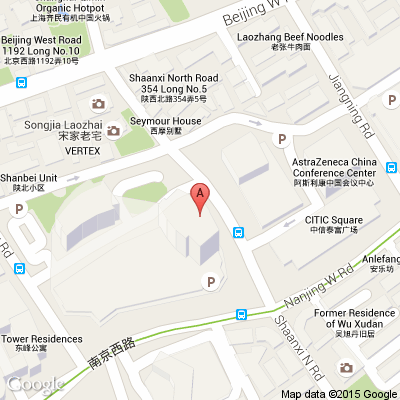 上海齐民有机中国火锅
Organic Hotpot
Beijing W R
Beijing West Road
1192 Long No.10
北京西路1192弄10号
Laozhang Beef Noodles
老张牛肉面
Shaanxi North Road
354 Long No.5
陕西北路354弄5号
Jiangning Rd
Songjia Laozhai
宋家老宅
VERTEX
Seymour House
西摩别墅
P
AstraZeneca China
Conference Center
阿斯利康中国会议中心
Shanbei Unit
陕北小区
A
P
CITIC Square
中信泰富广场
Anlefang
安乐坊
P
Nanjing W Rd
Former Residence
of Wu Xudan
吴旭丹旧居
Shaanxi N Rd
Tower Residences
东峰公寓
南京西路
Map data ©2015 Google